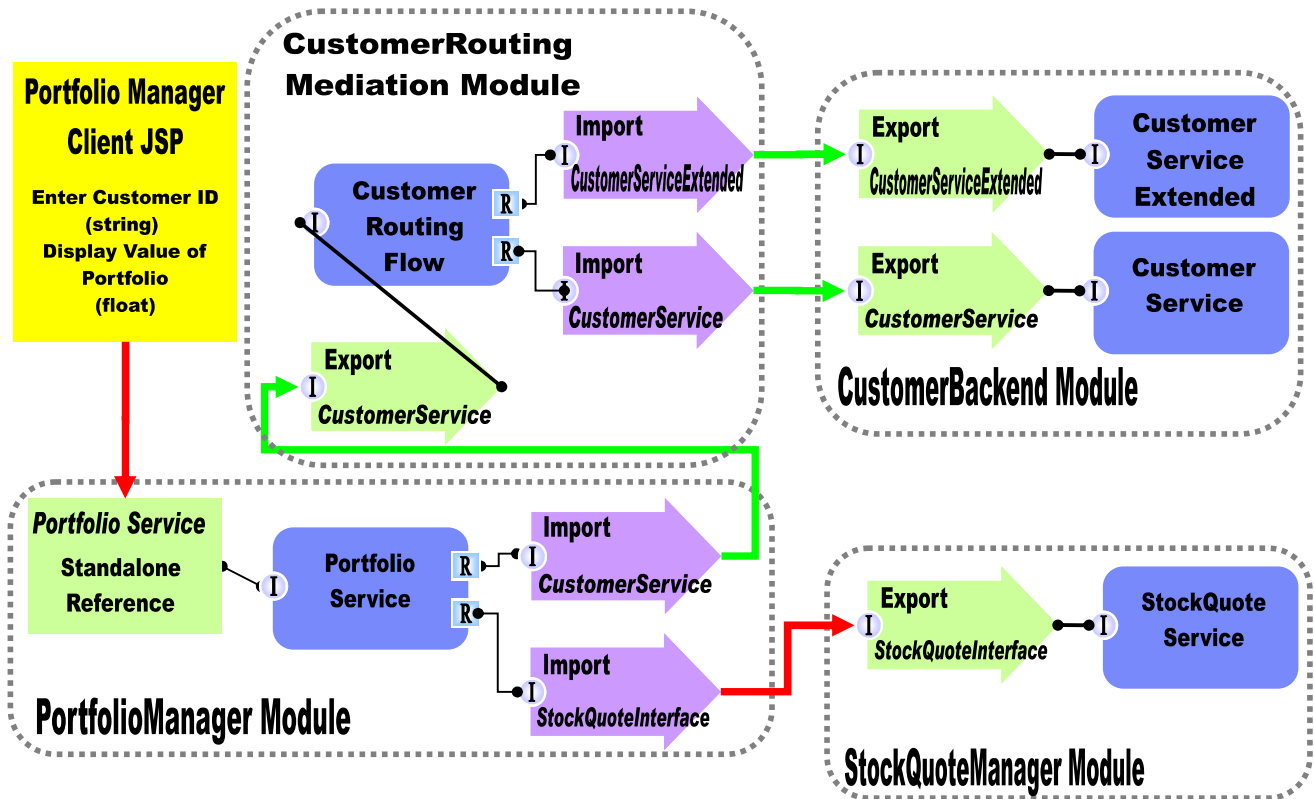 CustomerRouting
Mediation Module
Portfolio Manager
Client JSP
Enter Customer ID
(string)
Display Value of
Portfolio
(float)
Import
I
CustomerServiceExtended
Customer
Routing
Flow
I
R
R
Import
I
CustomerService
Export
I
CustomerService
Export
I
CustomerServiceExtended
I
Customer
Service
Extended
Export
I
CustomerService
I
Customer
Service
CustomerBackend Module
Portfolio Service
Standalone
Reference
I
Portfolio
Service
R
R
Import
I
CustomerService
Import
I
StockQuoteInterface
PortfolioManager Module
Export
I
StockQuoteInterface
I
StockQuote
Service
StockQuoteManager Module